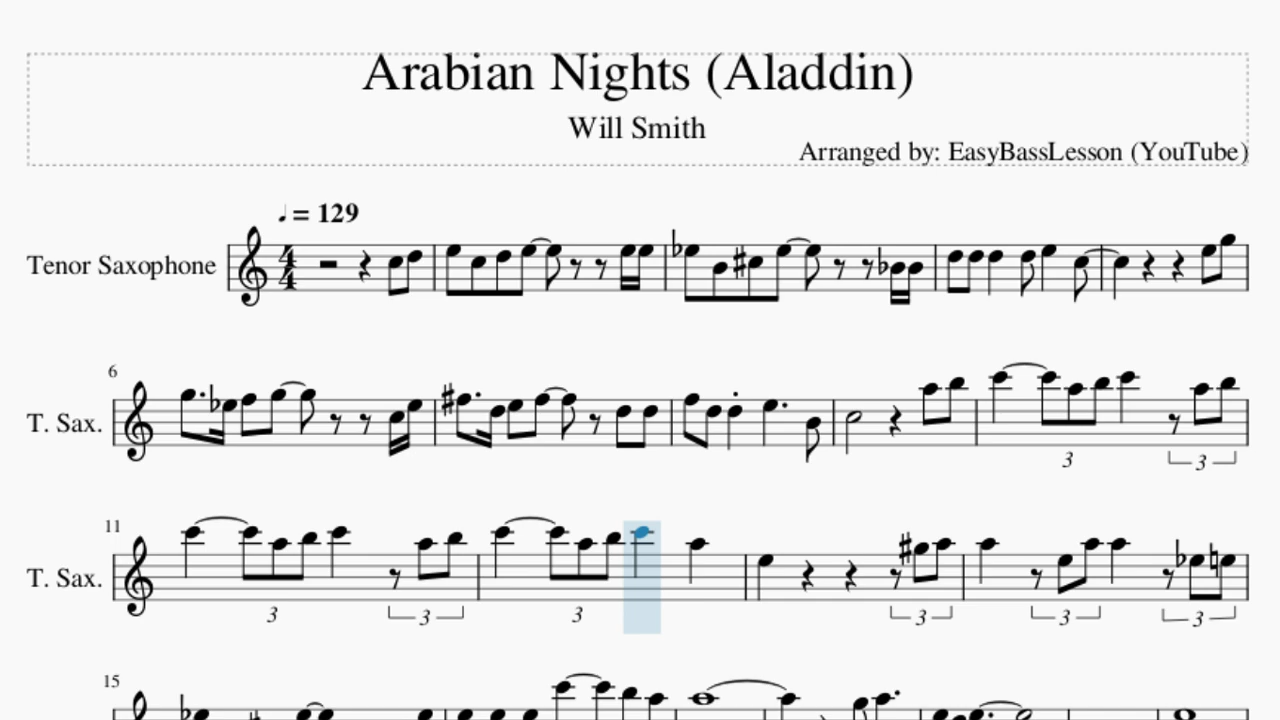 Arabian Nights (Aladdin)
Will Smith
Arranged by: EasyBassLesson (YouTube)
♩ = 129
Tenor Saxophone
4
4
6
T. Sax.
3
3
11
T. Sax.
3
3
3
3
3
3
15